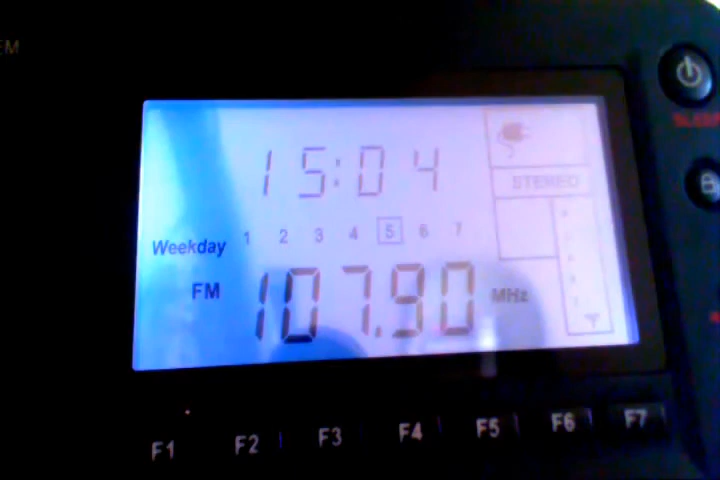 15:04
STEREO
Weekday 1 2 3 4 5 6 7
FM 107.90 MHz
F1 F2 F3 F4 F5 F6 F7